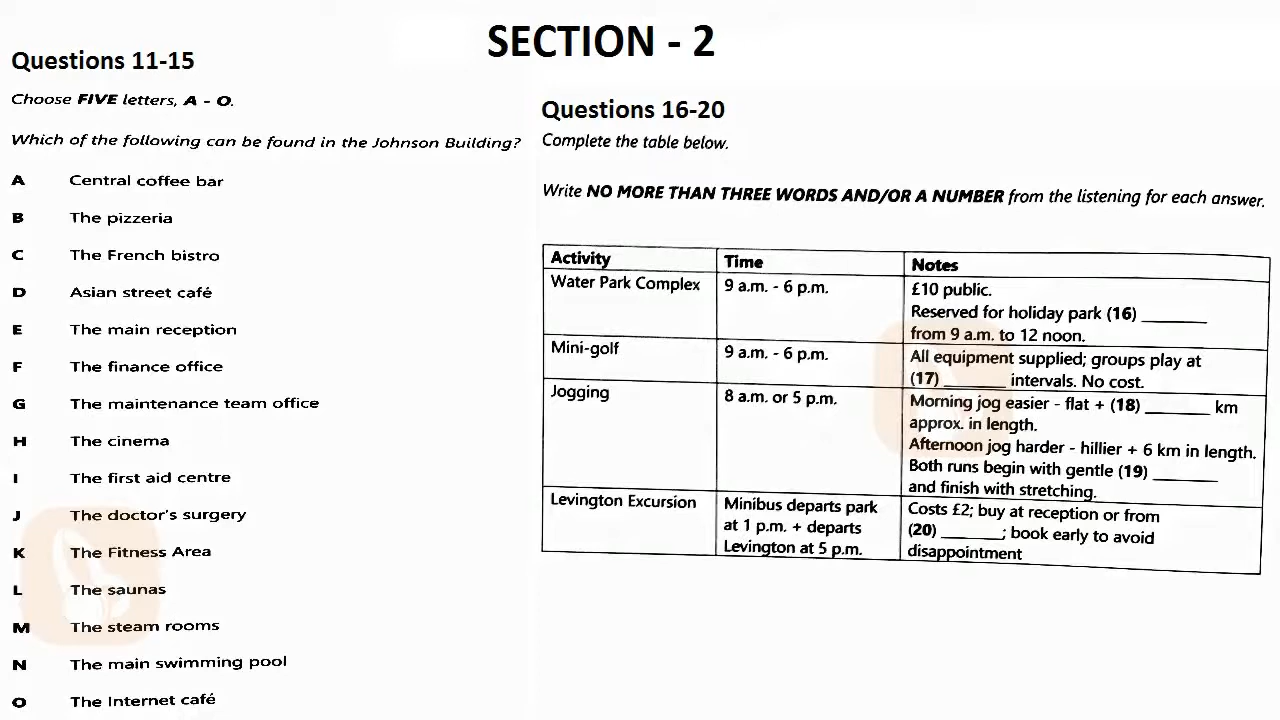 SECTION - 2
Questions 11-15
Choose FIVE letters, A - O.
Which of the following can be found in the Johnson Building?
A Central coffee bar
B The pizzeria
C The French bistro
D Asian street café
E The main reception
F The finance office
G The maintenance team office
H The cinema
I The first aid centre
J The doctor's surgery
K The Fitness Area
L The saunas
M The steam rooms
N The main swimming pool
O The Internet café
Questions 16-20
Complete the table below.
Write NO MORE THAN THREE WORDS AND/OR A NUMBER from the listening for each answer.
Activity Time Notes
Water Park Complex 9 a.m. - 6 p.m. £10 public.
Reserved for holiday park (16) ______
from 9 a.m. to 12 noon.
Mini-golf 9 a.m. - 6 p.m. All equipment supplied; groups play at
(17) ______ intervals. No cost.
Jogging 8 a.m. or 5 p.m. Morning jog easier - flat + (18) ______ km
approx. in length.
Afternoon jog harder - hillier + 6 km in length.
Both runs begin with gentle (19) ______
and finish with stretching.
Levington Excursion Minibus departs park Costs £2; buy at reception or from
at 1 p.m. + departs (20) ______; book early to avoid
Levington at 5 p.m. disappointment